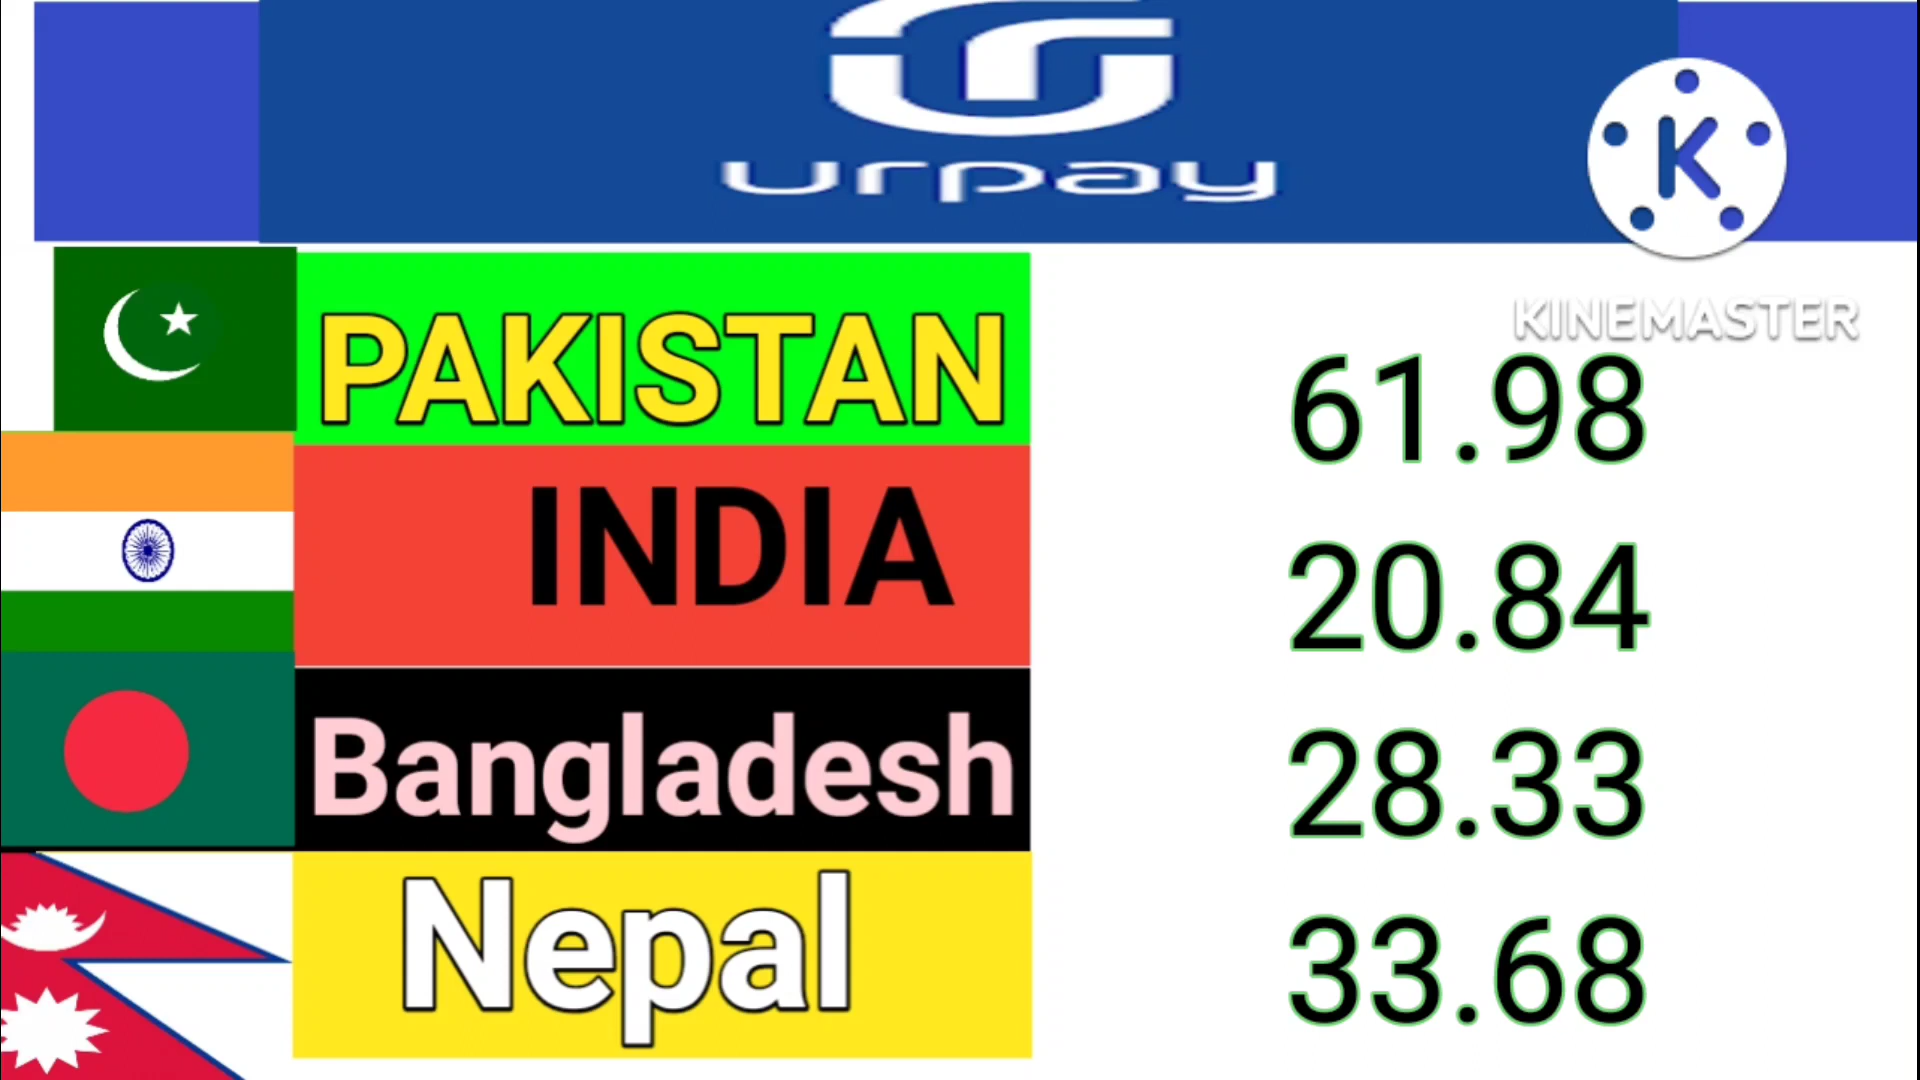 urpay
K
KINEMASTER
PAKISTAN 61.98
INDIA 20.84
Bangladesh 28.33
Nepal 33.68